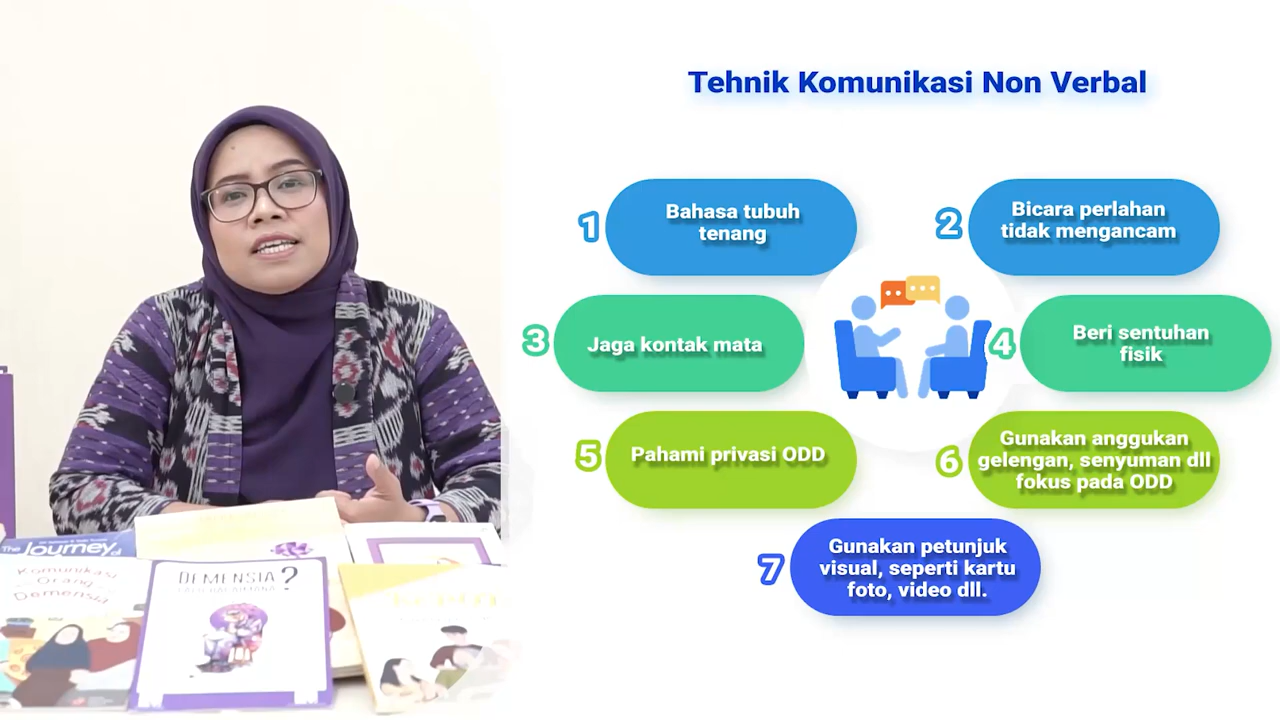 Tehnik Komunikasi Non Verbal
1
Bahasa tubuh
tenang
2
Bicara perlahan
tidak mengancam
3
Jaga kontak mata
4
Beri sentuhan
fisik
5
Pahami privasi ODD
6
Gunakan anggukan
gelengan, senyuman dll
fokus pada ODD
7
Gunakan petunjuk
visual, seperti kartu
foto, video dll.
The Journey of
Komunikasi
Orang
Demensia
DEMENSIA?